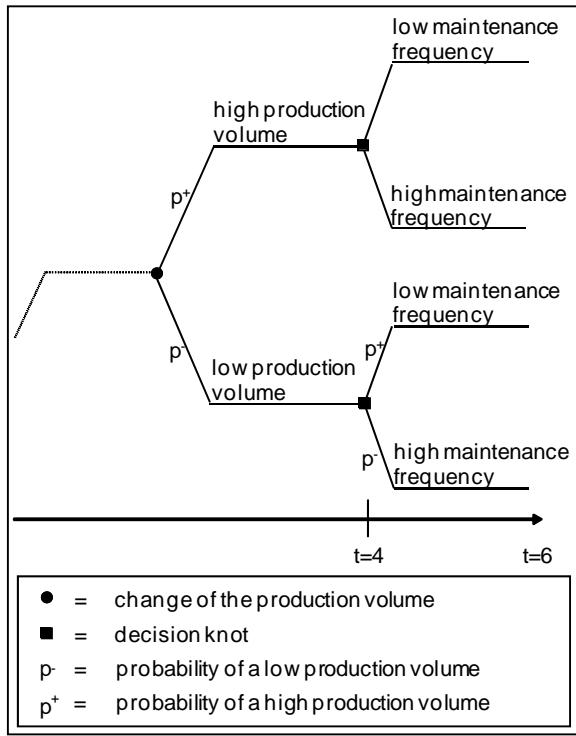 low maintenance
frequency
high production
volume
p+
high maintenance
frequency
low maintenance
frequency
p-
low production
volume
p+
p-
high maintenance
frequency
t=4
t=6
● = change of the production volume
■ = decision knot
p- = probability of a low production volume
p+ = probability of a high production volume